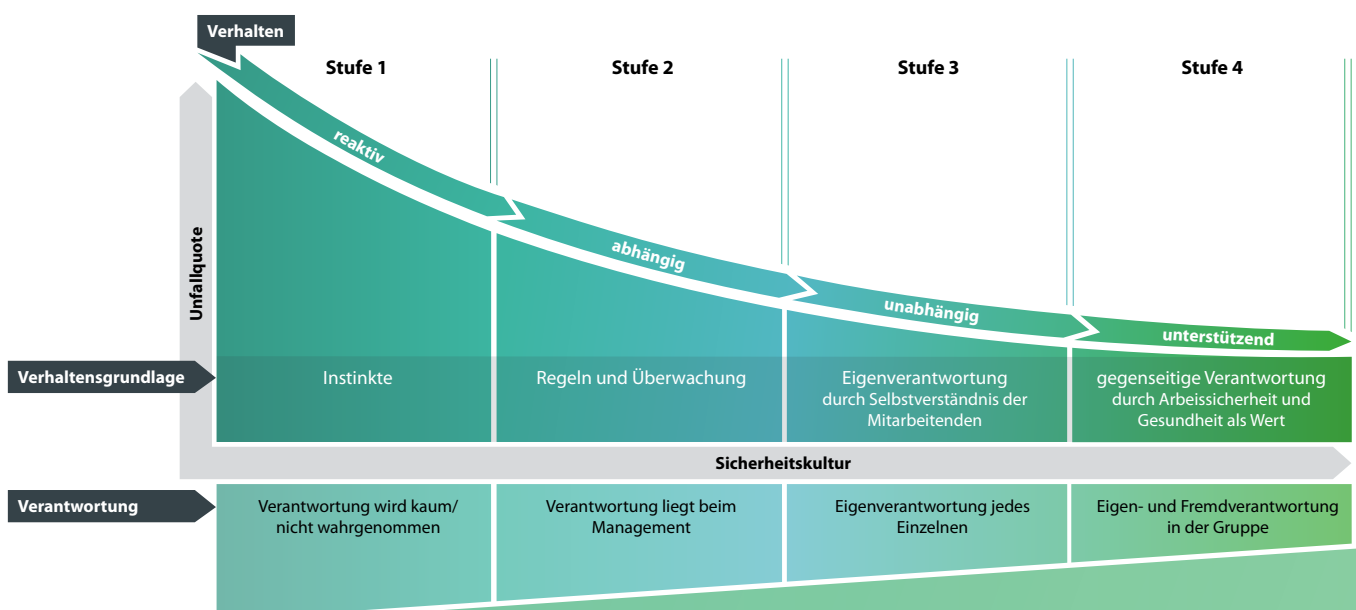 Verhalten
Stufe 1
Stufe 2
Stufe 3
Stufe 4
reaktiv
abhängig
unabhängig
unterstützend
Unfallquote
Verhaltensgrundlage
Instinkte
Regeln und Überwachung
Eigenverantwortung
durch Selbstverständnis der
Mitarbeitenden
gegenseitige Verantwortung
durch Arbeissicherheit und
Gesundheit als Wert
Sicherheitskultur
Verantwortung
Verantwortung wird kaum/
nicht wahrgenommen
Verantwortung liegt beim
Management
Eigenverantwortung jedes
Einzelnen
Eigen- und Fremdverantwortung
in der Gruppe